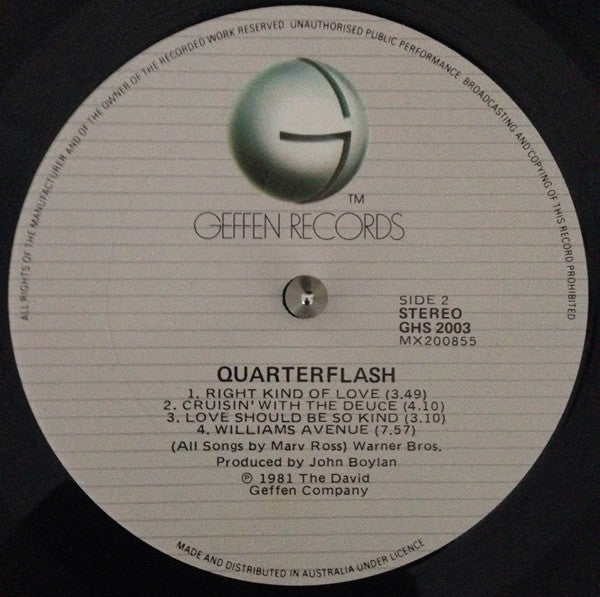 ALL RIGHTS OF THE MANUFACTURER AND OF THE OWNER OF THE RECORDED WORK RESERVED UNAUTHORISED PUBLIC PERFORMANCE BROADCASTING AND COPYING OF THIS RECORD PROHIBITED
TM
GEFFEN RECORDS
SIDE 2
STEREO
GHS 2003
MX200855
QUARTERFLASH
1. RIGHT KIND OF LOVE (3.49)
2. CRUISIN' WITH THE DEUCE (4.10)
3. LOVE SHOULD BE SO KIND (3.10)
4. WILLIAMS AVENUE (7.57)
(All Songs by Marv Ross) Warner Bros.
Produced by John Boylan
℗ 1981 The David
Geffen Company
MADE AND DISTRIBUTED IN AUSTRALIA UNDER LICENCE